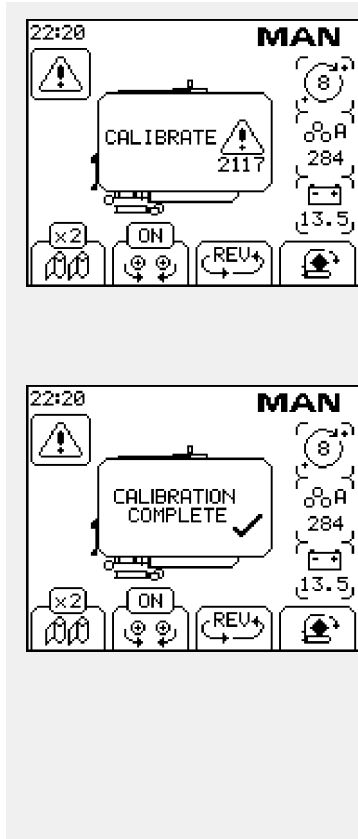 22:20 MAN
8
CALIBRATE
A
2117
284
13.5
x2 ON
REV
22:20 MAN
8
CALIBRATION
A
COMPLETE
284
13.5
x2 ON
REV